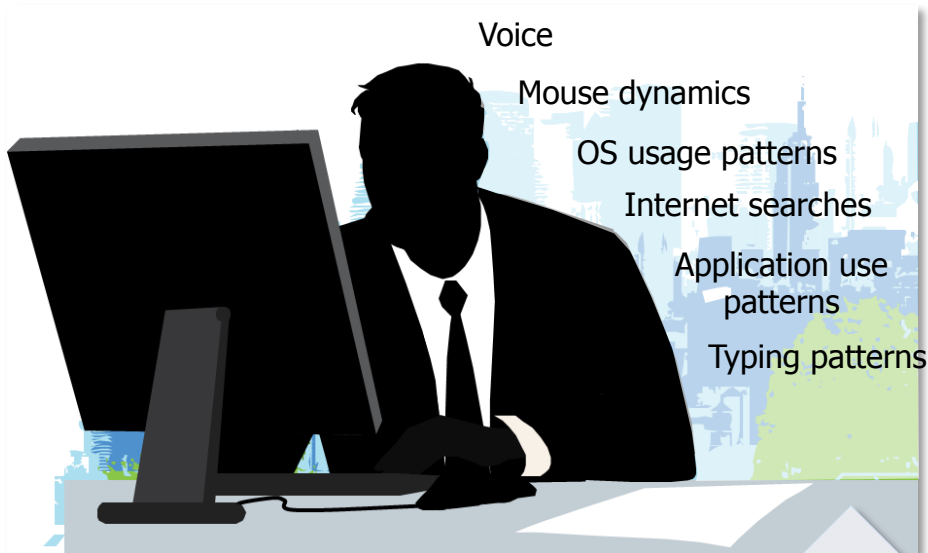 Voice
Mouse dynamics
OS usage patterns
Internet searches
Application use
patterns
Typing patterns